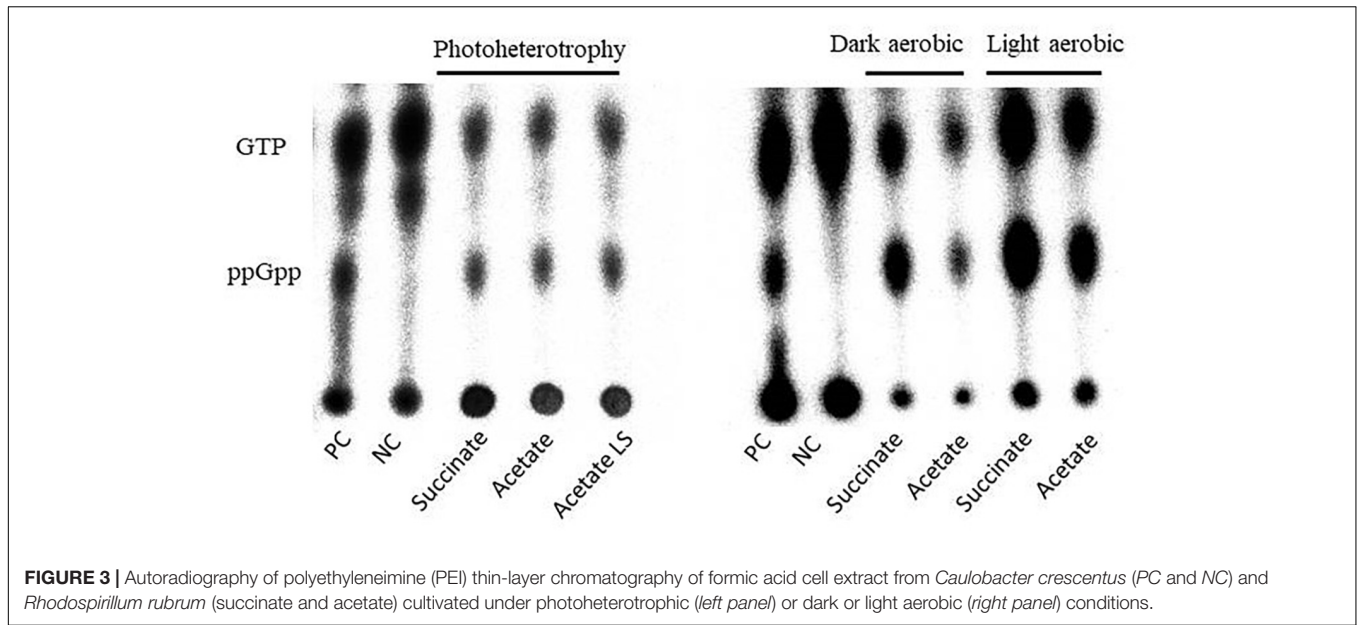 Photoheterotrophy
Dark aerobic Light aerobic
GTP
ppGpp
PC NC Succinate Acetate Acetate LS
PC NC Succinate Acetate Succinate Acetate
FIGURE 3 | Autoradiography of polyethyleneimine (PEI) thin-layer chromatography of formic acid cell extract from Caulobacter crescentus (PC and NC) and
Rhodospirillum rubrum (succinate and acetate) cultivated under photoheterotrophic (left panel) or dark or light aerobic (right panel) conditions.